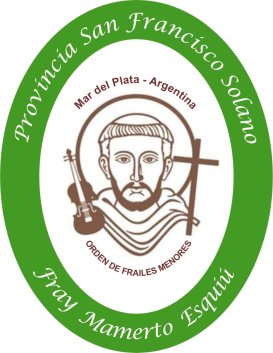 Provincia San Francisco Solano
Mar del Plata - Argentina
ORDEN DE FRAILES MENORES
Fray Mamerto Esquiú